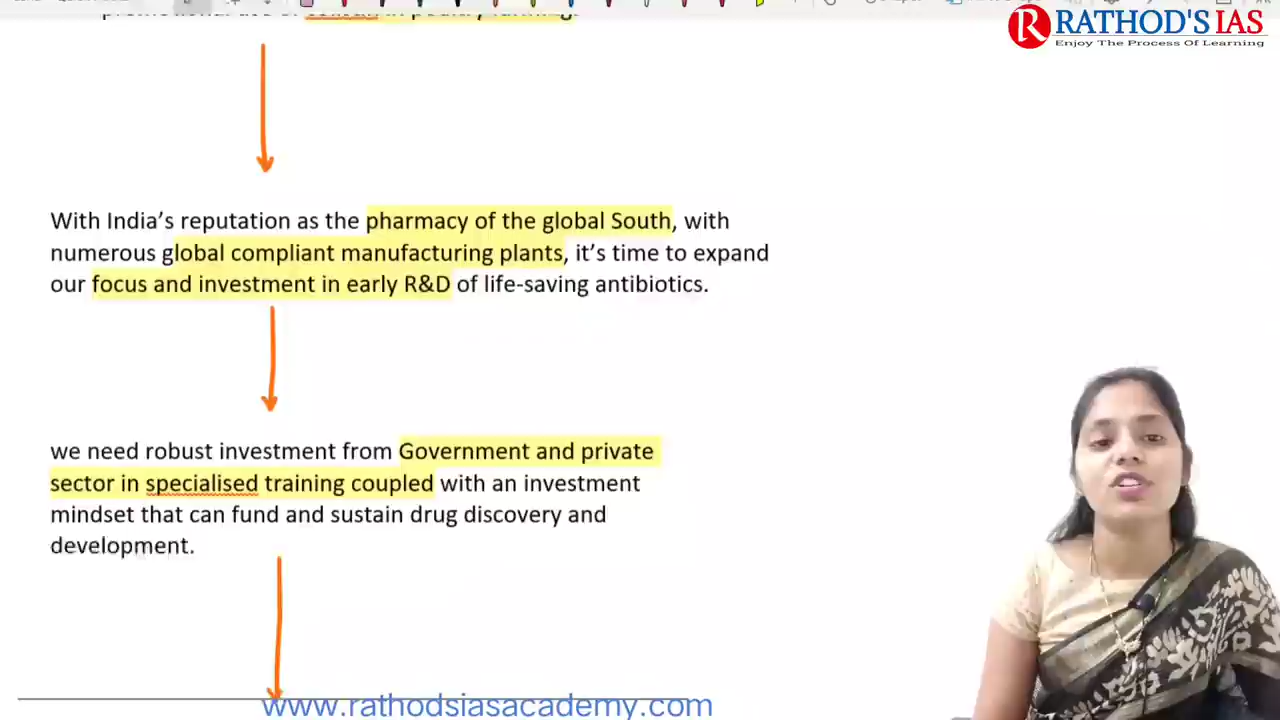 RATHOD'S IAS
Enjoy The Process Of Learning
With India's reputation as the pharmacy of the global South, with
numerous global compliant manufacturing plants, it's time to expand
our focus and investment in early R&D of life-saving antibiotics.
we need robust investment from Government and private
sector in specialised training coupled with an investment
mindset that can fund and sustain drug discovery and
development.
www.rathodsiasacademy.com